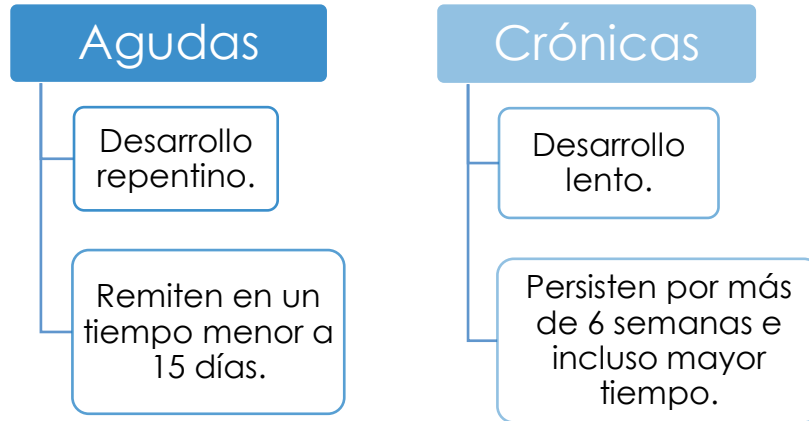 Agudas
Desarrollo
repentino.
Remiten en un
tiempo menor a
15 días.
Crónicas
Desarrollo
lento.
Persisten por más
de 6 semanas e
incluso mayor
tiempo.